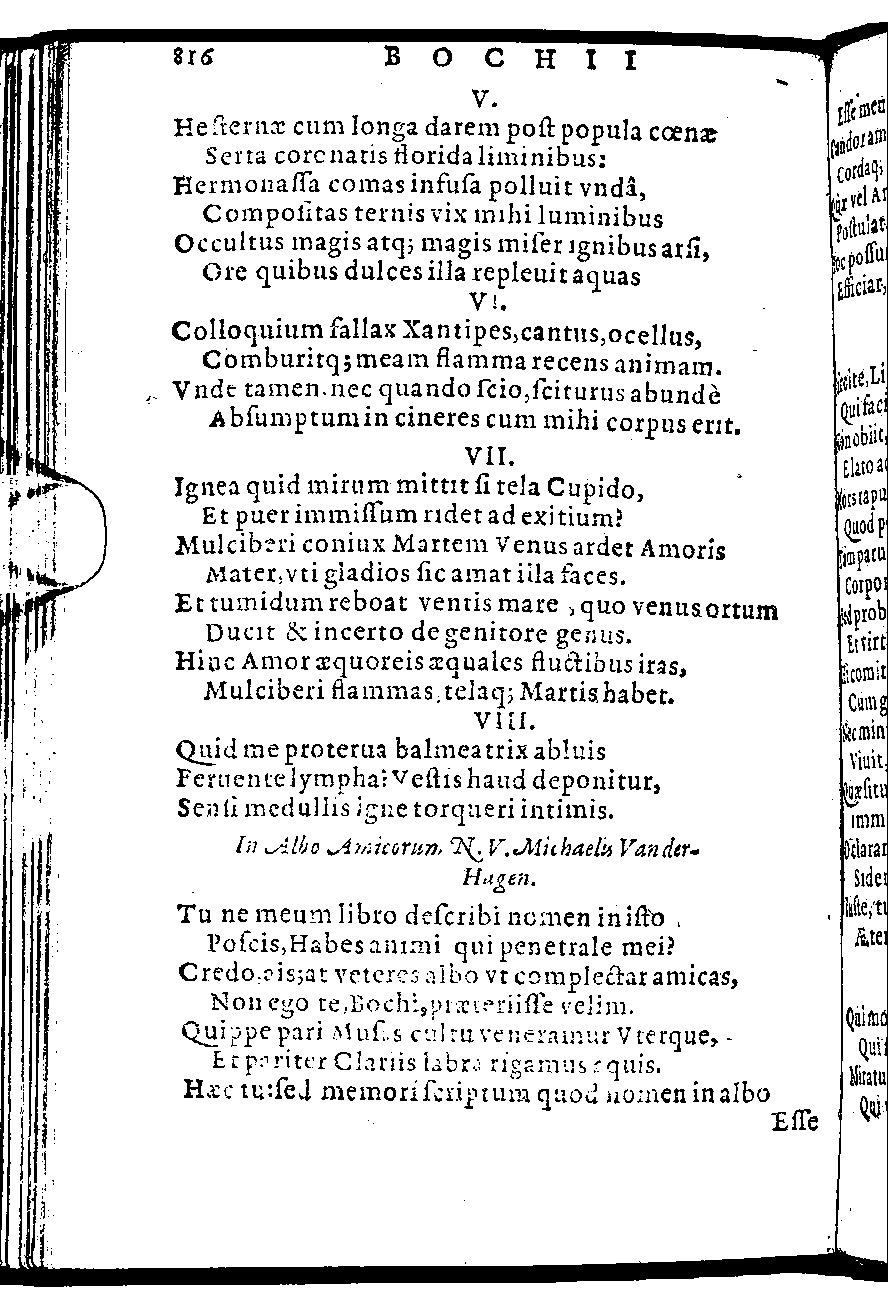 816 BOCHII
V.
Hesternæ cum longa darem post popula cœnæ
Serta coronatis florida liminibus:
Hermonassa comas infusa polluit vndâ,
Compositas ternis vix mihi luminibus
Occultus magis atq; magis miser ignibus arsi,
Ore quibus dulces illa repleuit aquas
VI.
Colloquium fallax Xantipes, cantus, ocellus,
Comburitq; meam flamma recens animam.
Vnde tamen. nec quando scio, sciturus abundè
Absumptum in cineres cum mihi corpus erit.
VII.
Ignea quid mirum mittit si tela Cupido,
Et puer immissum ridet ad exitium?
Mulciberi coniux Martem Venus ardet Amoris
Mater, vti gladios sic amat illa faces.
Et tumidum reboat ventis mare, quo venus ortum
Ducit & incerto de genitore genus.
Hinc Amor æquoreis æquales fluctibus iras,
Mulciberi flammas, telaq; Martis habet.
VIII.
Quid me proterua balmeatrix abluis
Feruente lympha? Vestis haud deponitur,
Sensi medullis igne torqueri intimis.
In Albo Amicorum. N. V. Michaelis Vander-
Hagen.
Tu ne meum libro describi nomen in isto
Poscis, Habes animi qui penetrale mei?
Credo, ais; at veteres albo vt complectar amicas,
Non ego te, Bochi, præteriisse velim.
Quippe pari Musas cultu veneramur Vterque,
Et pariter Clariis labra rigamus aquis.
Hæc tu: sed memori scriptum quod nomen in albo
Esse